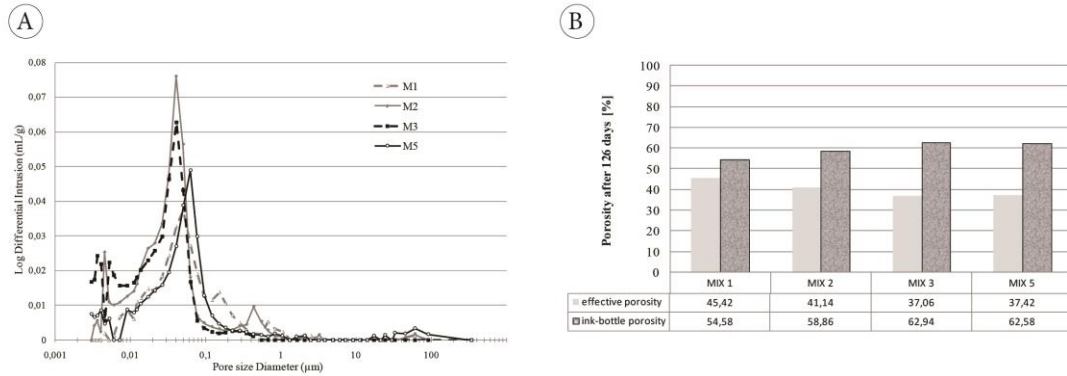 A
0,08
0,07
0,06
0,05
0,04
0,03
0,02
0,01
0
Log Differential Intrusion (mL/g)
M1
M2
M3
M5
0,001
0,01
0,1
1
10
100
Pore size Diameter (µm)
B
100
90
80
70
60
50
40
30
20
10
0
Porosity after 126 days [%]
MIX 1 MIX 2 MIX 3 MIX 5
effective porosity 45,42 41,14 37,06 37,42
ink-bottle porosity 54,58 58,86 62,94 62,58